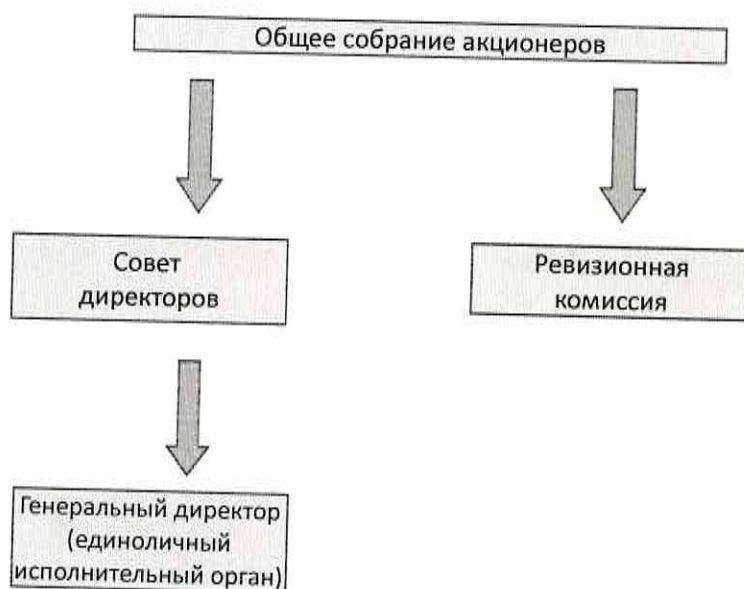 Общее собрание акционеров
Совет
директоров
Ревизионная
комиссия
Генеральный директор
(единоличный
исполнительный орган)